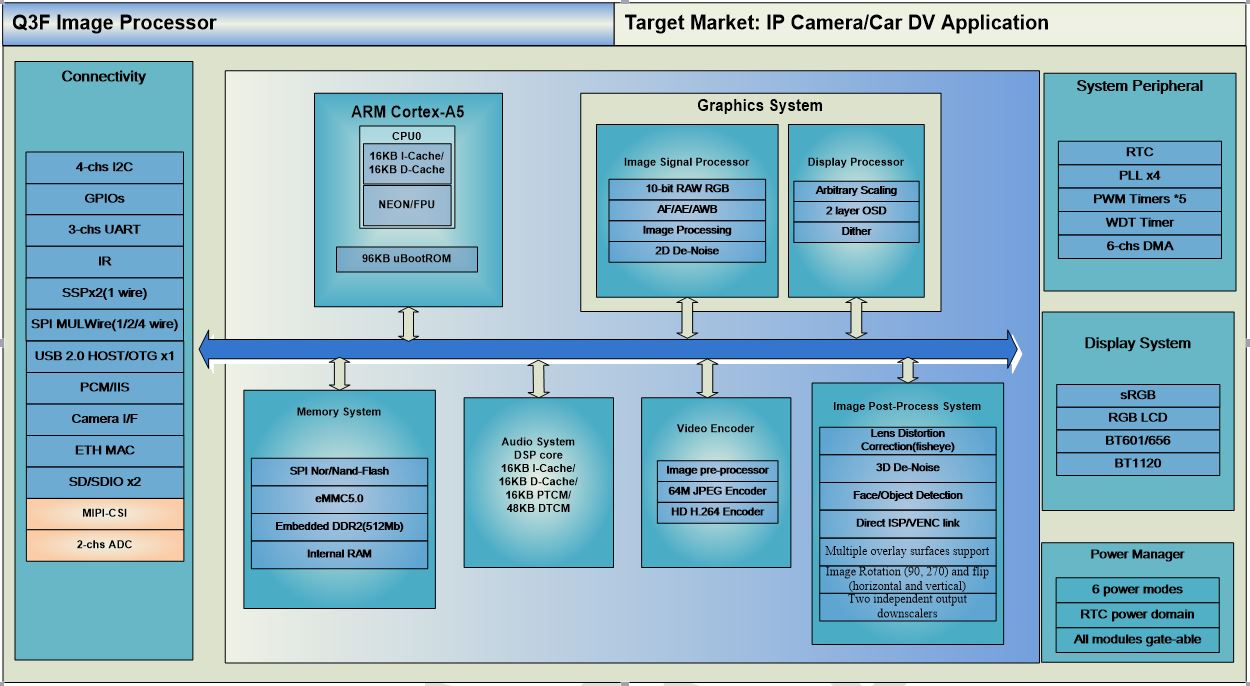 Q3F Image Processor
Target Market: IP Camera/Car DV Application
Connectivity
4-chs I2C
GPIOs
3-chs UART
IR
SSPx2(1 wire)
SPI MULWire(1/2/4 wire)
USB 2.0 HOST/OTG x1
PCM/IIS
Camera I/F
ETH MAC
SD/SDIO x2
MIPI-CSI
2-chs ADC
ARM Cortex-A5
CPU0
16KB I-Cache/
16KB D-Cache
NEON/FPU
96KB uBootROM
Graphics System
Image Signal Processor
10-bit RAW RGB
AF/AE/AWB
Image Processing
2D De-Noise
Display Processor
Arbitrary Scaling
2 layer OSD
Dither
Memory System
SPI Nor/Nand-Flash
eMMC5.0
Embedded DDR2(512Mb)
Internal RAM
Audio System
DSP core
16KB I-Cache/
16KB D-Cache/
16KB PTCM/
48KB DTCM
Video Encoder
Image pre-processor
64M JPEG Encoder
HD H.264 Encoder
Image Post-Process System
Lens Distortion
Correction(fisheye)
3D De-Noise
Face/Object Detection
Direct ISP/VENC link
Multiple overlay surfaces support
Image Rotation (90, 270) and flip
(horizontal and vertical)
Two independent output
downscalers
System Peripheral
RTC
PLL x4
PWM Timers *5
WDT Timer
6-chs DMA
Display System
sRGB
RGB LCD
BT601/656
BT1120
Power Manager
6 power modes
RTC power domain
All modules gate-able